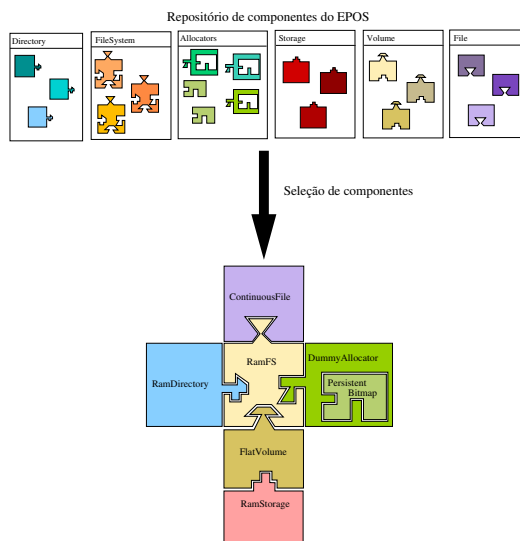 Repositório de componentes do EPOS
Directory
FileSystem
Allocators
Storage
Volume
File
Seleção de componentes
ContinuousFile
RamDirectory
RamFS
DummyAllocator
Persistent
Bitmap
FlatVolume
RamStorage